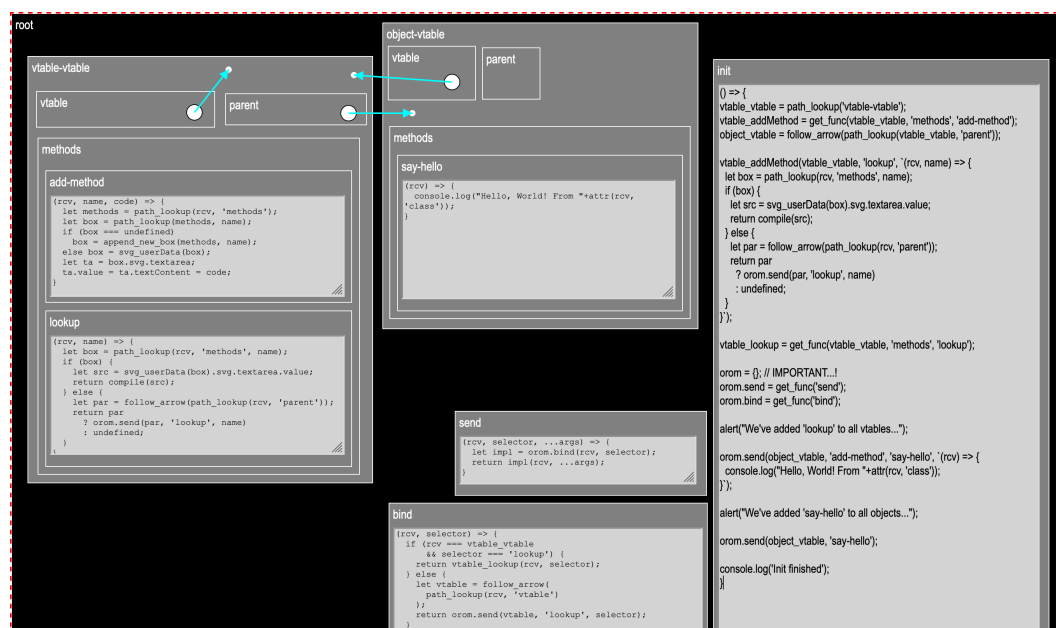 root
vtable-vtable
vtable
parent
methods
add-method
(rcv, name, code) => {
  let methods = path_lookup(rcv, 'methods');
  let box = path_lookup(methods, name);
  if (box === undefined)
    box = append_new_box(methods, name);
  else box = svg_userData(box);
  let ta = box.svg.textarea;
  ta.value = ta.textContent = code;
}
lookup
(rcv, name) => {
  let box = path_lookup(rcv, 'methods', name);
  if (box) {
    let src = svg_userData(box).svg.textarea.value;
    return compile(src);
  } else {
    let par = follow_arrow(path_lookup(rcv, 'parent'));
    return par
      ? orom.send(par, 'lookup', name)
      : undefined;
  }
}
object-vtable
vtable
parent
methods
say-hello
(rcv) => {
  console.log("Hello, World! From "+attr(rcv,
'class'));
}
send
(rcv, selector, ...args) => {
  let impl = orom.bind(rcv, selector);
  return impl(rcv, ...args);
}
bind
(rcv, selector) => {
  if (rcv === vtable_vtable
      && selector === 'lookup') {
    return vtable_lookup(rcv, selector);
  } else {
    let vtable = follow_arrow(
      path_lookup(rcv, 'vtable')
    );
    return orom.send(vtable, 'lookup', selector);
  }
init
() => {
vtable_vtable = path_lookup('vtable-vtable');
vtable_addMethod = get_func(vtable_vtable, 'methods', 'add-method');
object_vtable = follow_arrow(path_lookup(vtable_vtable, 'parent'));
vtable_addMethod(vtable_vtable, 'lookup', `(rcv, name) => {
  let box = path_lookup(rcv, 'methods', name);
  if (box) {
    let src = svg_userData(box).svg.textarea.value;
    return compile(src);
  } else {
    let par = follow_arrow(path_lookup(rcv, 'parent'));
    return par
      ? orom.send(par, 'lookup', name)
      : undefined;
  }
}`);
vtable_lookup = get_func(vtable_vtable, 'methods', 'lookup');
orom = {}; // IMPORTANT...!
orom.send = get_func('send');
orom.bind = get_func('bind');
alert("We've added 'lookup' to all vtables...");
orom.send(object_vtable, 'add-method', 'say-hello', `(rcv) => {
  console.log("Hello, World! From "+attr(rcv, 'class'));
}`);
alert("We've added 'say-hello' to all objects...");
orom.send(object_vtable, 'say-hello');
console.log('Init finished');
}